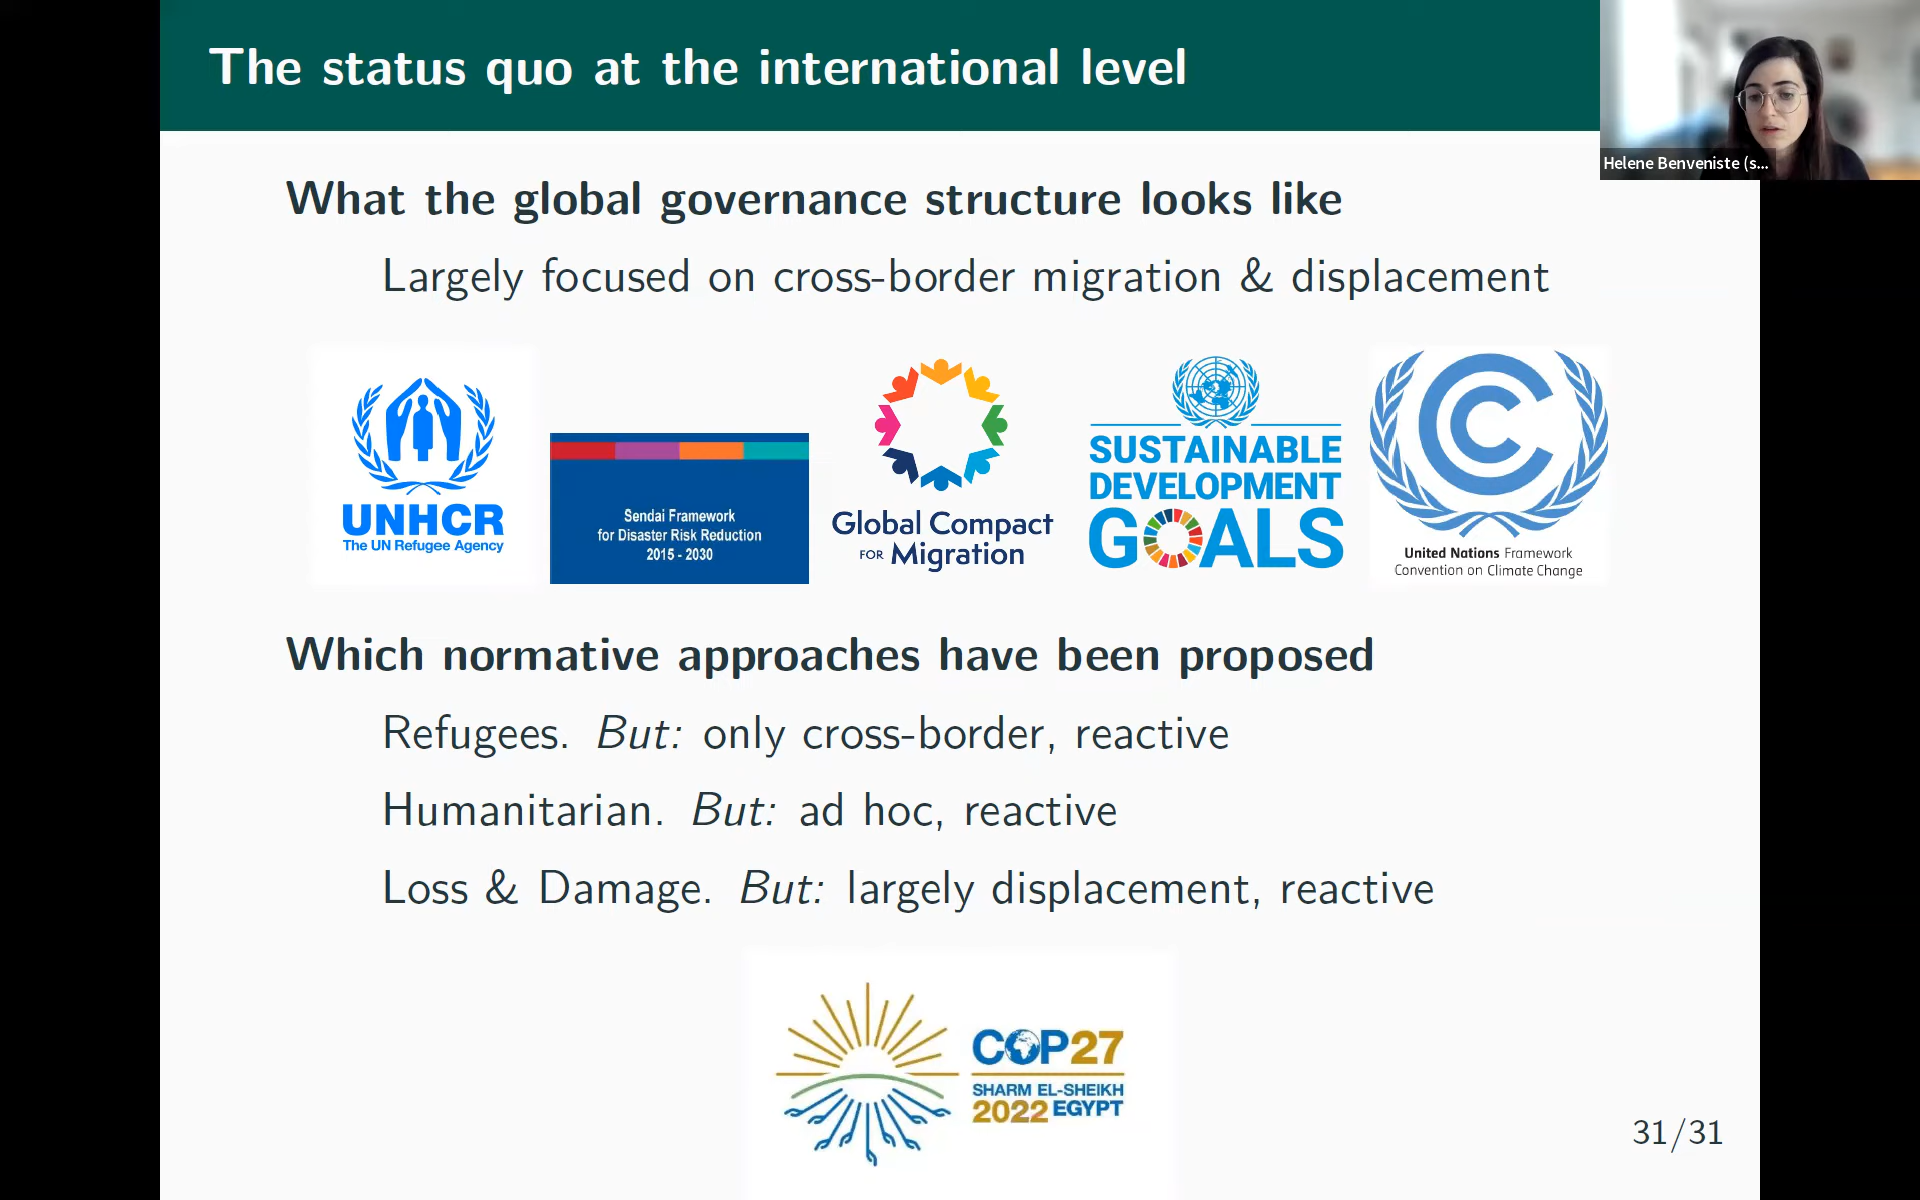 The status quo at the international level
Helene Benveniste (s...
What the global governance structure looks like
Largely focused on cross-border migration & displacement
UNHCR
The UN Refugee Agency
Sendai Framework
for Disaster Risk Reduction
2015 - 2030
Global Compact
FOR Migration
SUSTAINABLE
DEVELOPMENT
GOALS
United Nations Framework
Convention on Climate Change
Which normative approaches have been proposed
Refugees. But: only cross-border, reactive
Humanitarian. But: ad hoc, reactive
Loss & Damage. But: largely displacement, reactive
COP27
SHARM EL-SHEIKH
2022 EGYPT
31/31